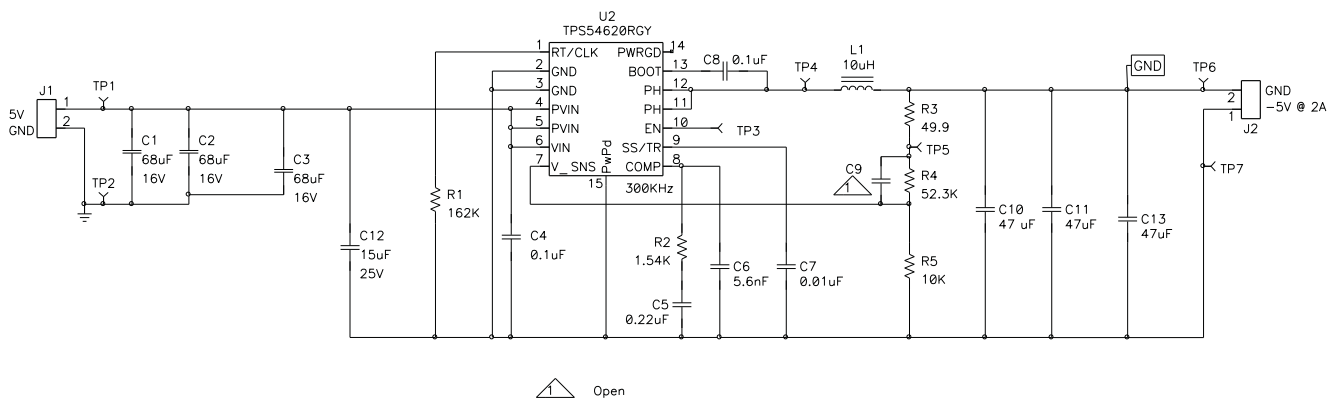 U2
TPS54620RGY
1 RT/CLK PWRGD 14
2 GND BOOT 13
3 GND PH 12
4 PVIN PH 11
5 PVIN EN 10
6 VIN SS/TR 9
7 V_SNS COMP 8
PwPd
15
300KHz
J1
5V
GND
1
2
TP1
TP2
C1
68uF
16V
C2
68uF
16V
C3
68uF
16V
C12
15uF
25V
R1
162K
C4
0.1uF
R2
1.54K
C5
0.22uF
C6
5.6nF
C7
0.01uF
C8 0.1uF
TP3
TP4
L1
10uH
R3
49.9
TP5
C9
1
R4
52.3K
R5
10K
C10
47 uF
C11
47uF
C13
47uF
GND
TP6
TP7
GND
2
1
-5V @ 2A
J2
1 Open